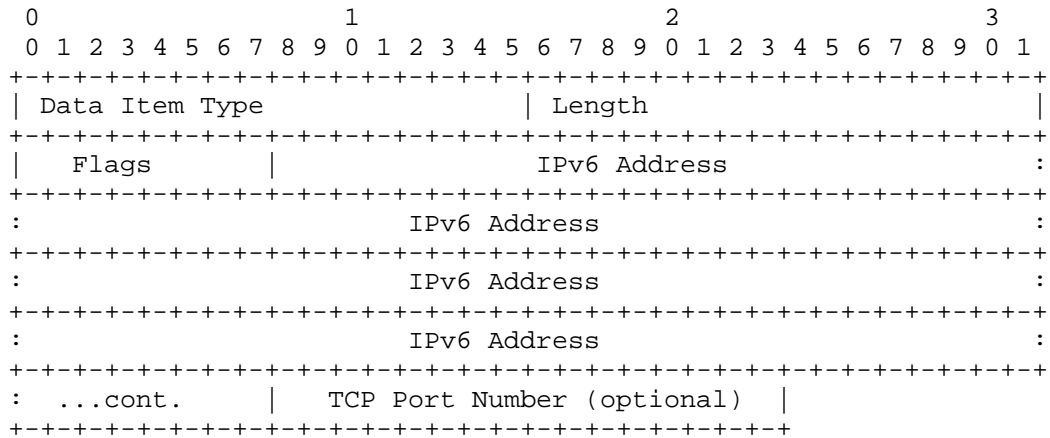 0                   1                   2                   3
 0 1 2 3 4 5 6 7 8 9 0 1 2 3 4 5 6 7 8 9 0 1 2 3 4 5 6 7 8 9 0 1
+-+-+-+-+-+-+-+-+-+-+-+-+-+-+-+-+-+-+-+-+-+-+-+-+-+-+-+-+-+-+-+-+
| Data Item Type                | Length                        |
+-+-+-+-+-+-+-+-+-+-+-+-+-+-+-+-+-+-+-+-+-+-+-+-+-+-+-+-+-+-+-+-+
|   Flags       |                IPv6 Address                   :
+-+-+-+-+-+-+-+-+-+-+-+-+-+-+-+-+-+-+-+-+-+-+-+-+-+-+-+-+-+-+-+-+
:                        IPv6 Address                           :
+-+-+-+-+-+-+-+-+-+-+-+-+-+-+-+-+-+-+-+-+-+-+-+-+-+-+-+-+-+-+-+-+
:                        IPv6 Address                           :
+-+-+-+-+-+-+-+-+-+-+-+-+-+-+-+-+-+-+-+-+-+-+-+-+-+-+-+-+-+-+-+-+
:                        IPv6 Address                           :
+-+-+-+-+-+-+-+-+-+-+-+-+-+-+-+-+-+-+-+-+-+-+-+-+-+-+-+-+-+-+-+-+
:  ...cont.     |  TCP Port Number (optional)   |
+-+-+-+-+-+-+-+-+-+-+-+-+-+-+-+-+-+-+-+-+-+-+-+-+